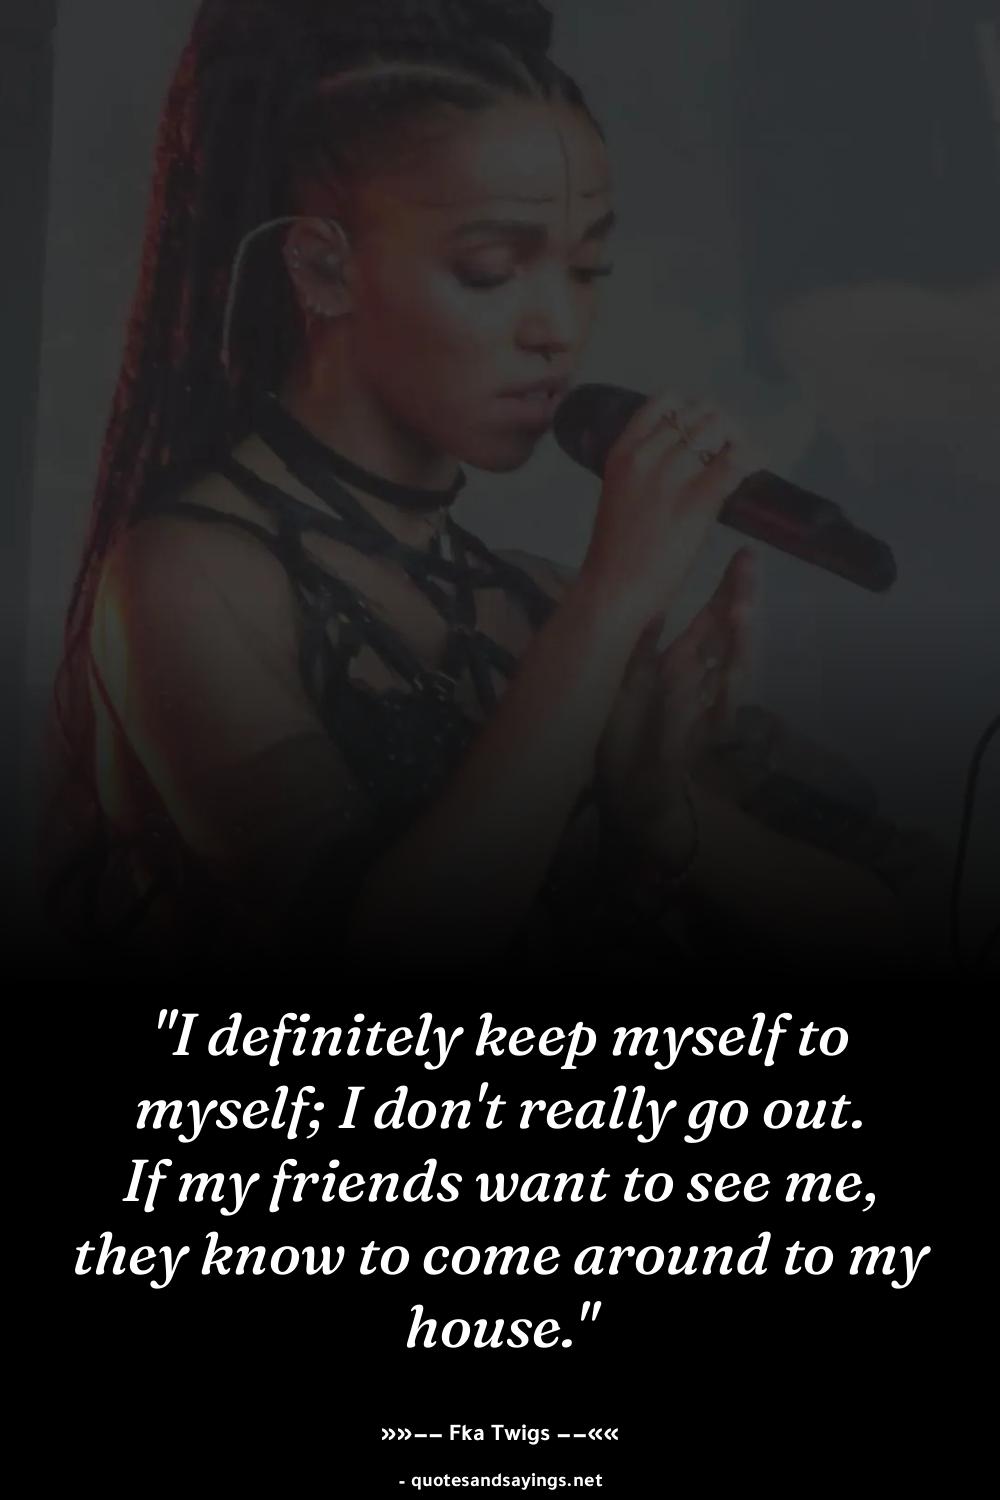 "I definitely keep myself to
myself; I don't really go out.
If my friends want to see me,
they know to come around to my
house."
»»–– Fka Twigs ––««
- quotesandsayings.net